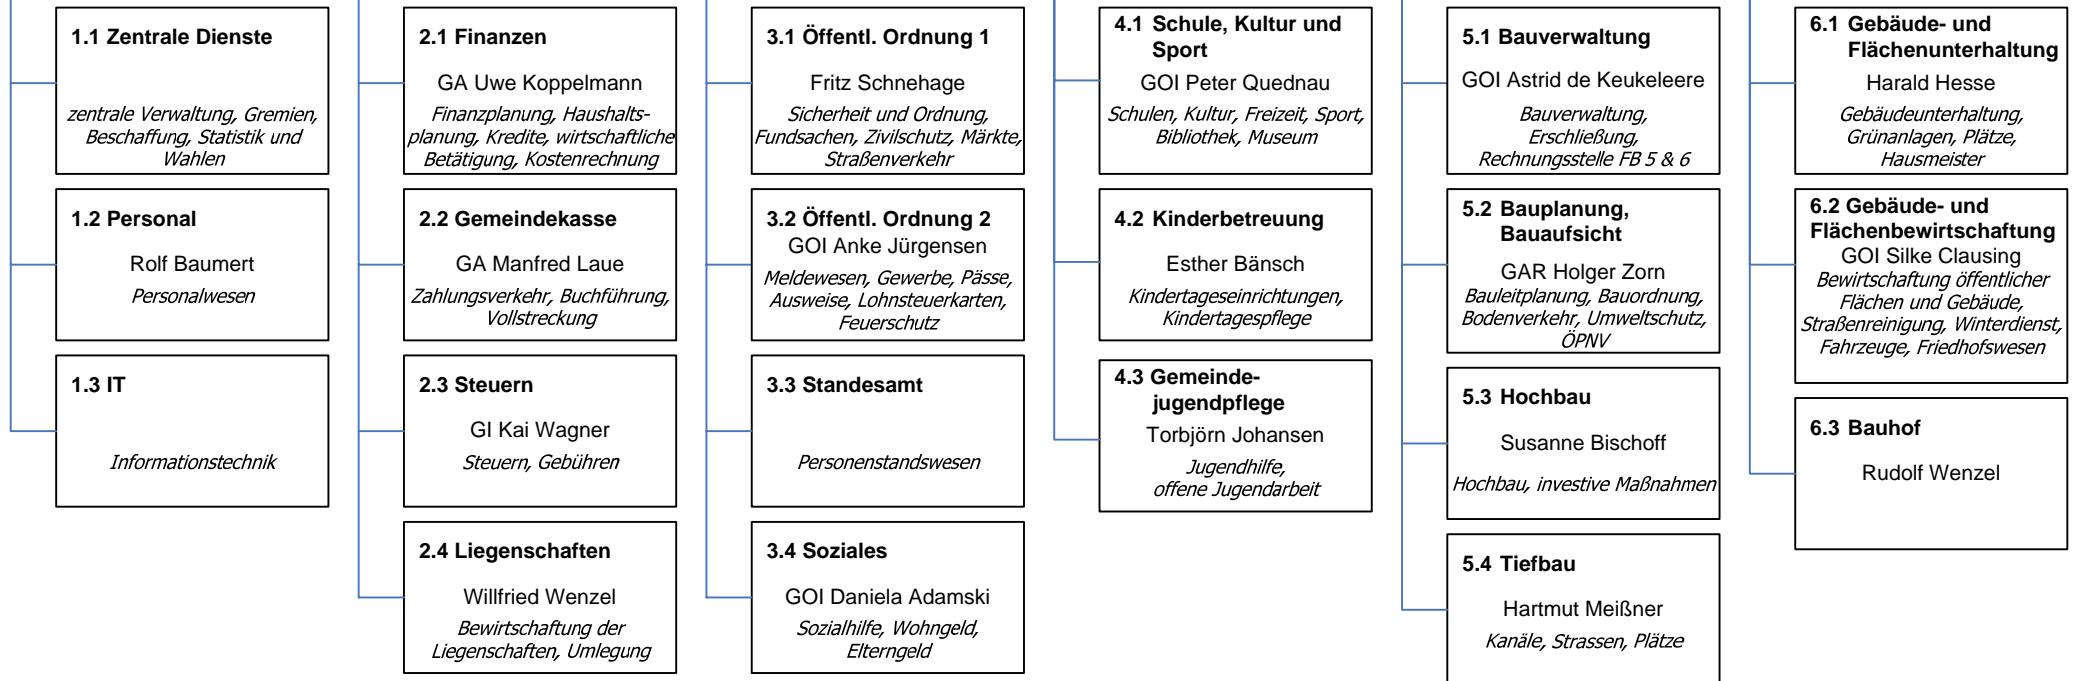 1.1 Zentrale Dienste
zentrale Verwaltung, Gremien,
Beschaffung, Statistik und
Wahlen
1.2 Personal
Rolf Baumert
Personalwesen
1.3 IT
Informationstechnik
2.1 Finanzen
GA Uwe Koppelmann
Finanzplanung, Haushalts-
planung, Kredite, wirtschaftliche
Betätigung, Kostenrechnung
2.2 Gemeindekasse
GA Manfred Laue
Zahlungsverkehr, Buchführung,
Vollstreckung
2.3 Steuern
GI Kai Wagner
Steuern, Gebühren
2.4 Liegenschaften
Willfried Wenzel
Bewirtschaftung der
Liegenschaften, Umlegung
3.1 Öffentl. Ordnung 1
Fritz Schnehage
Sicherheit und Ordnung,
Fundsachen, Zivilschutz, Märkte,
Straßenverkehr
3.2 Öffentl. Ordnung 2
GOI Anke Jürgensen
Meldewesen, Gewerbe, Pässe,
Ausweise, Lohnsteuerkarten,
Feuerschutz
3.3 Standesamt
Personenstandswesen
3.4 Soziales
GOI Daniela Adamski
Sozialhilfe, Wohngeld,
Elterngeld
4.1 Schule, Kultur und
Sport
GOI Peter Quednau
Schulen, Kultur, Freizeit, Sport,
Bibliothek, Museum
4.2 Kinderbetreuung
Esther Bänsch
Kindertageseinrichtungen,
Kindertagespflege
4.3 Gemeinde-
jugendpflege
Torbjörn Johansen
Jugendhilfe,
offene Jugendarbeit
5.1 Bauverwaltung
GOI Astrid de Keukeleere
Bauverwaltung,
Erschließung,
Rechnungsstelle FB 5 & 6
5.2 Bauplanung,
Bauaufsicht
GAR Holger Zorn
Bauleitplanung, Bauordnung,
Bodenverkehr, Umweltschutz,
ÖPNV
5.3 Hochbau
Susanne Bischoff
Hochbau, investive Maßnahmen
5.4 Tiefbau
Hartmut Meißner
Kanäle, Strassen, Plätze
6.1 Gebäude- und
Flächenunterhaltung
Harald Hesse
Gebäudeunterhaltung,
Grünanlagen, Plätze,
Hausmeister
6.2 Gebäude- und
Flächenbewirtschaftung
GOI Silke Clausing
Bewirtschaftung öffentlicher
Flächen und Gebäude,
Straßenreinigung, Winterdienst,
Fahrzeuge, Friedhofswesen
6.3 Bauhof
Rudolf Wenzel